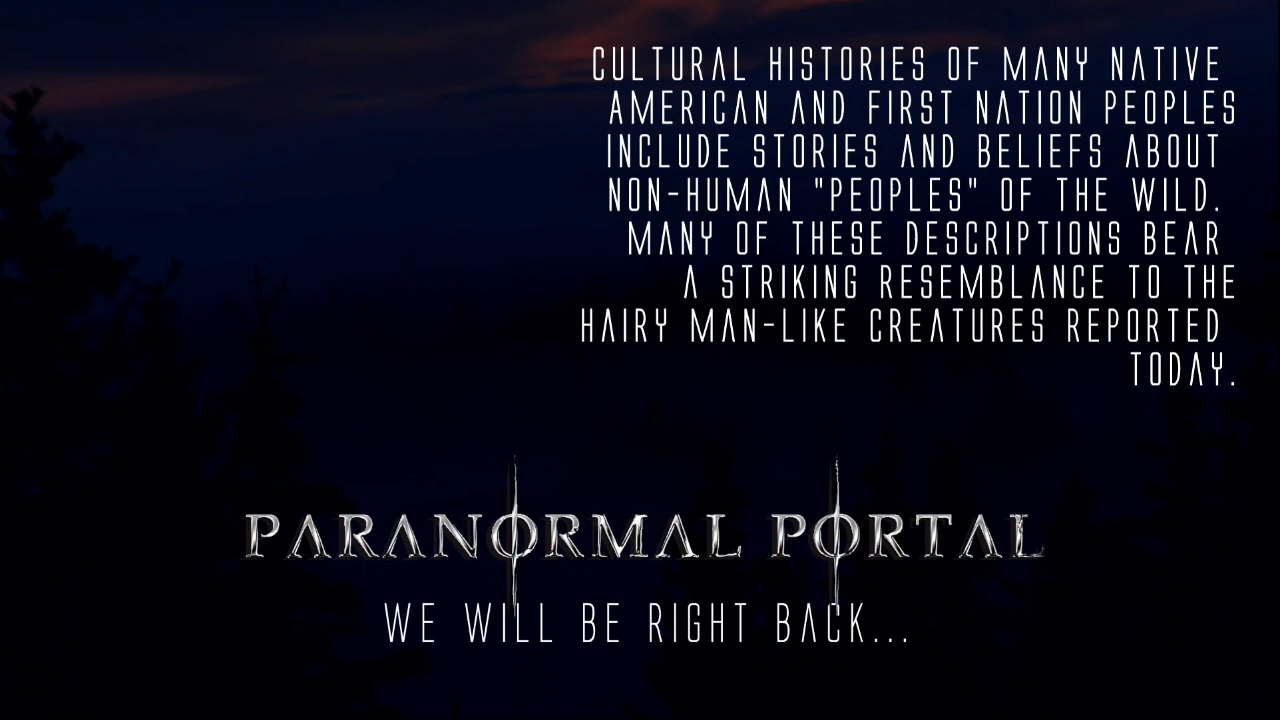 CULTURAL HISTORIES OF MANY NATIVE
AMERICAN AND FIRST NATION PEOPLES
INCLUDE STORIES AND BELIEFS ABOUT
NON-HUMAN "PEOPLES" OF THE WILD.
MANY OF THESE DESCRIPTIONS BEAR
A STRIKING RESEMBLANCE TO THE
HAIRY MAN-LIKE CREATURES REPORTED
TODAY.
PARANORMAL PORTAL
WE WILL BE RIGHT BACK...